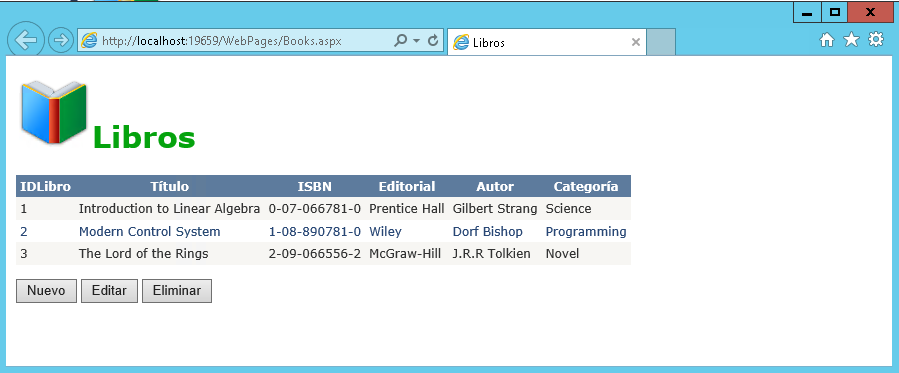 http://localhost:19659/WebPages/Books.aspx
Libros
Libros
IDLibro Título ISBN Editorial Autor Categoría
1 Introduction to Linear Algebra 0-07-066781-0 Prentice Hall Gilbert Strang Science
2 Modern Control System 1-08-890781-0 Wiley Dorf Bishop Programming
3 The Lord of the Rings 2-09-066556-2 McGraw-Hill J.R.R Tolkien Novel
Nuevo Editar Eliminar